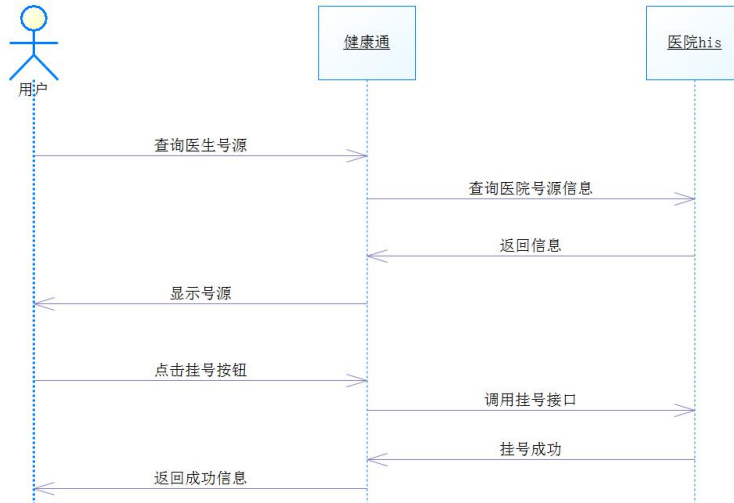 健康通
医院his
用户
查询医生号源
查询医院号源信息
返回信息
显示号源
点击挂号按钮
调用挂号接口
挂号成功
返回成功信息